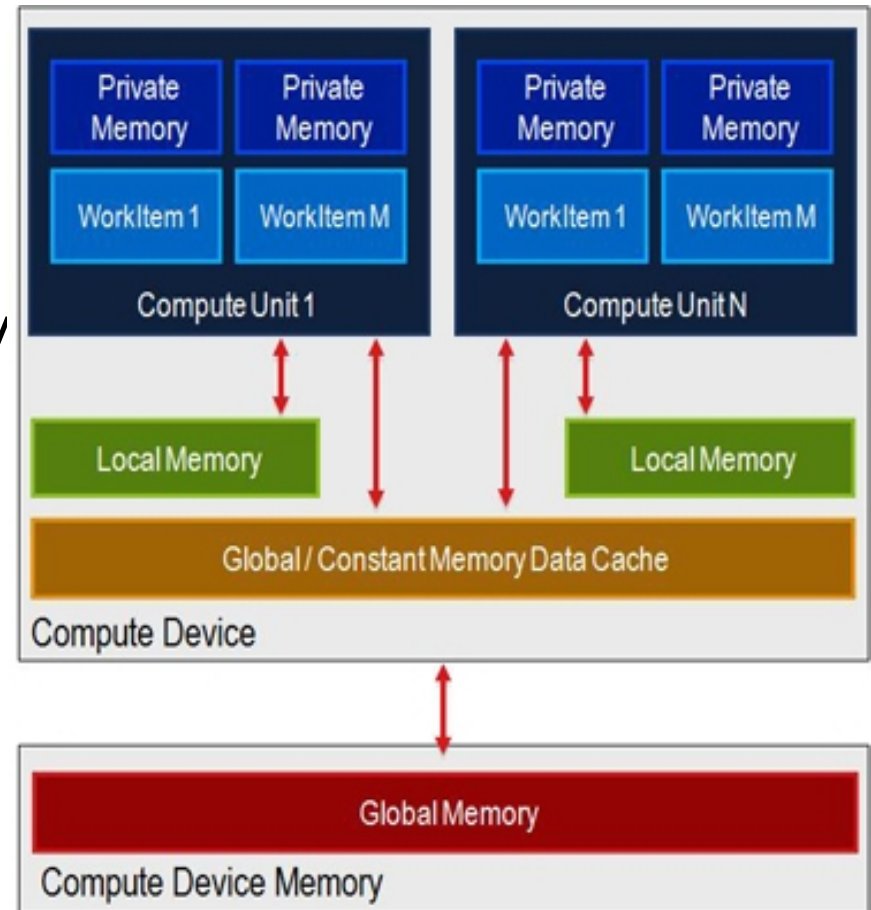 Private Private Private Private
Memory Memory Memory Memory
WorkItem 1 WorkItem M WorkItem 1 WorkItem M
Compute Unit 1 Compute Unit N
Local Memory Local Memory
Global / Constant Memory Data Cache
Compute Device
Global Memory
Compute Device Memory